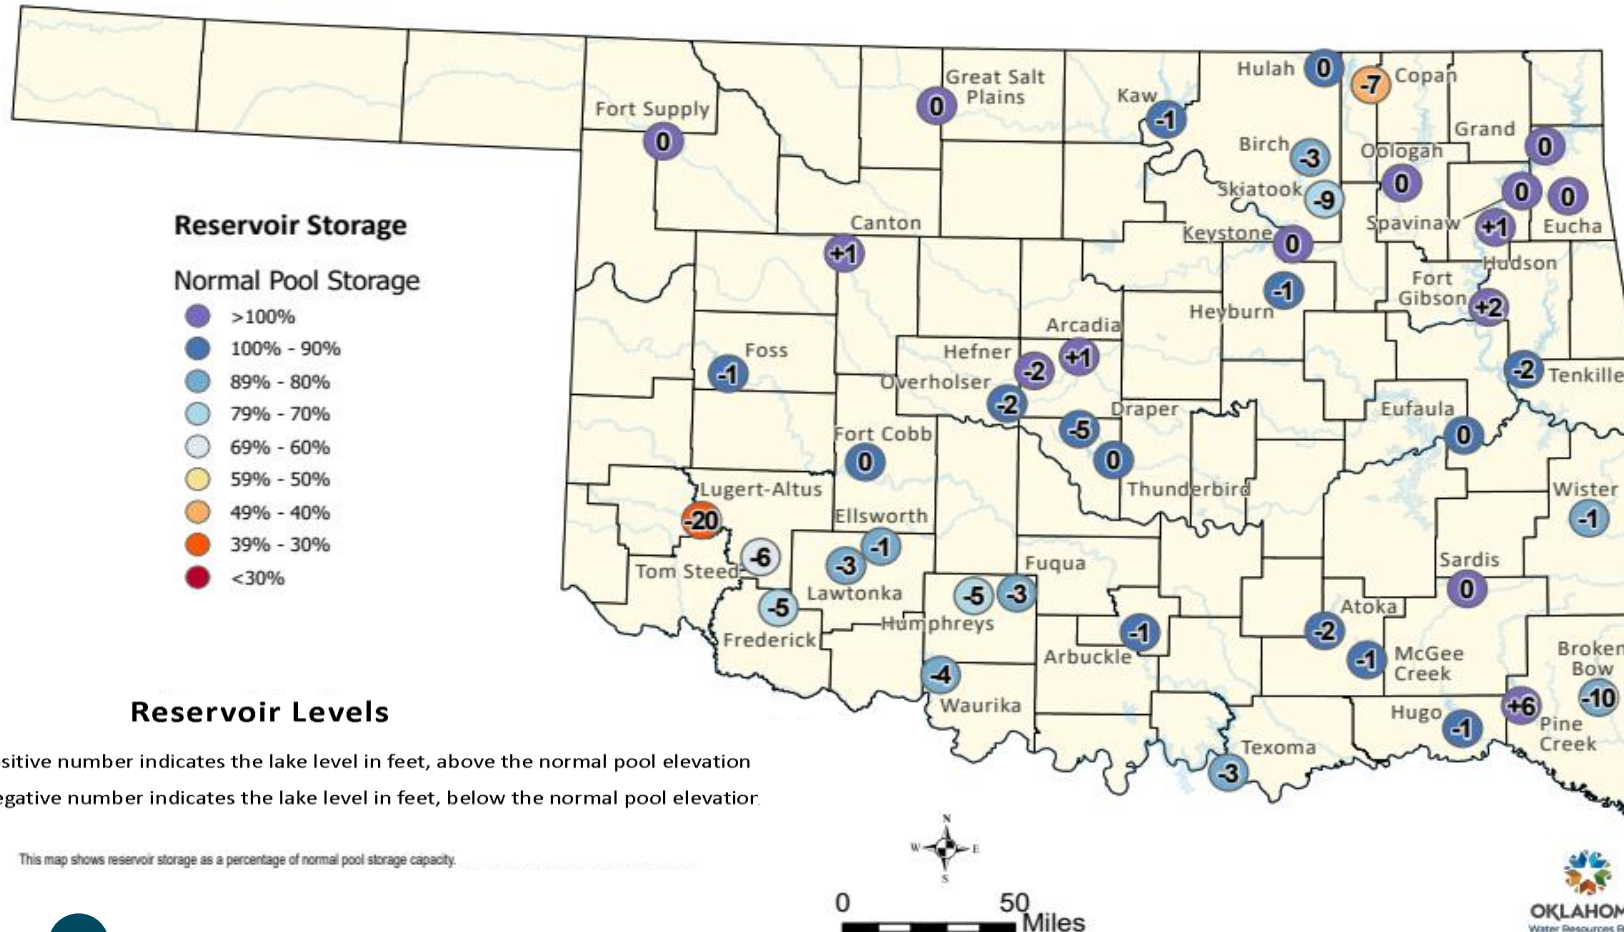 Hulah 0
-7 Copan
Great Salt
Plains
0
Kaw
-1
Fort Supply
0
Grand
0
Birch -3
Oologah
0
Skiatook -9
0
0
Spavinaw
Eucha
+1
Hudson
Canton
+1
Keystone 0
Fort
Gibson
+2
-1
Heyburn
Arcadia
+1
Hefner
-2
Overholser
-2
Foss
-1
-2 Tenkille
Draper
-5
Eufaula
0
Fort Cobb
0
0
Thunderbird
Wister
-1
Lugert-Altus
-20
Ellsworth
-1
-3
Lawtonka
-6
Tom Steed
Fuqua
-3
-5
Humphreys
-5
Frederick
Sardis
0
Atoka
-2
-1
Arbuckle
-1 McGee
Creek
Broken
Bow
-10
-4
Waurika
Hugo
-1
+6
Pine
Creek
Texoma
-3
Reservoir Storage
Normal Pool Storage
>100%
100% - 90%
89% - 80%
79% - 70%
69% - 60%
59% - 50%
49% - 40%
39% - 30%
<30%
Reservoir Levels
sitive number indicates the lake level in feet, above the normal pool elevation
egative number indicates the lake level in feet, below the normal pool elevation
This map shows reservoir storage as a percentage of normal pool storage capacity.
N
W E
S
0 50
Miles
OKLAHOM
Water Resources